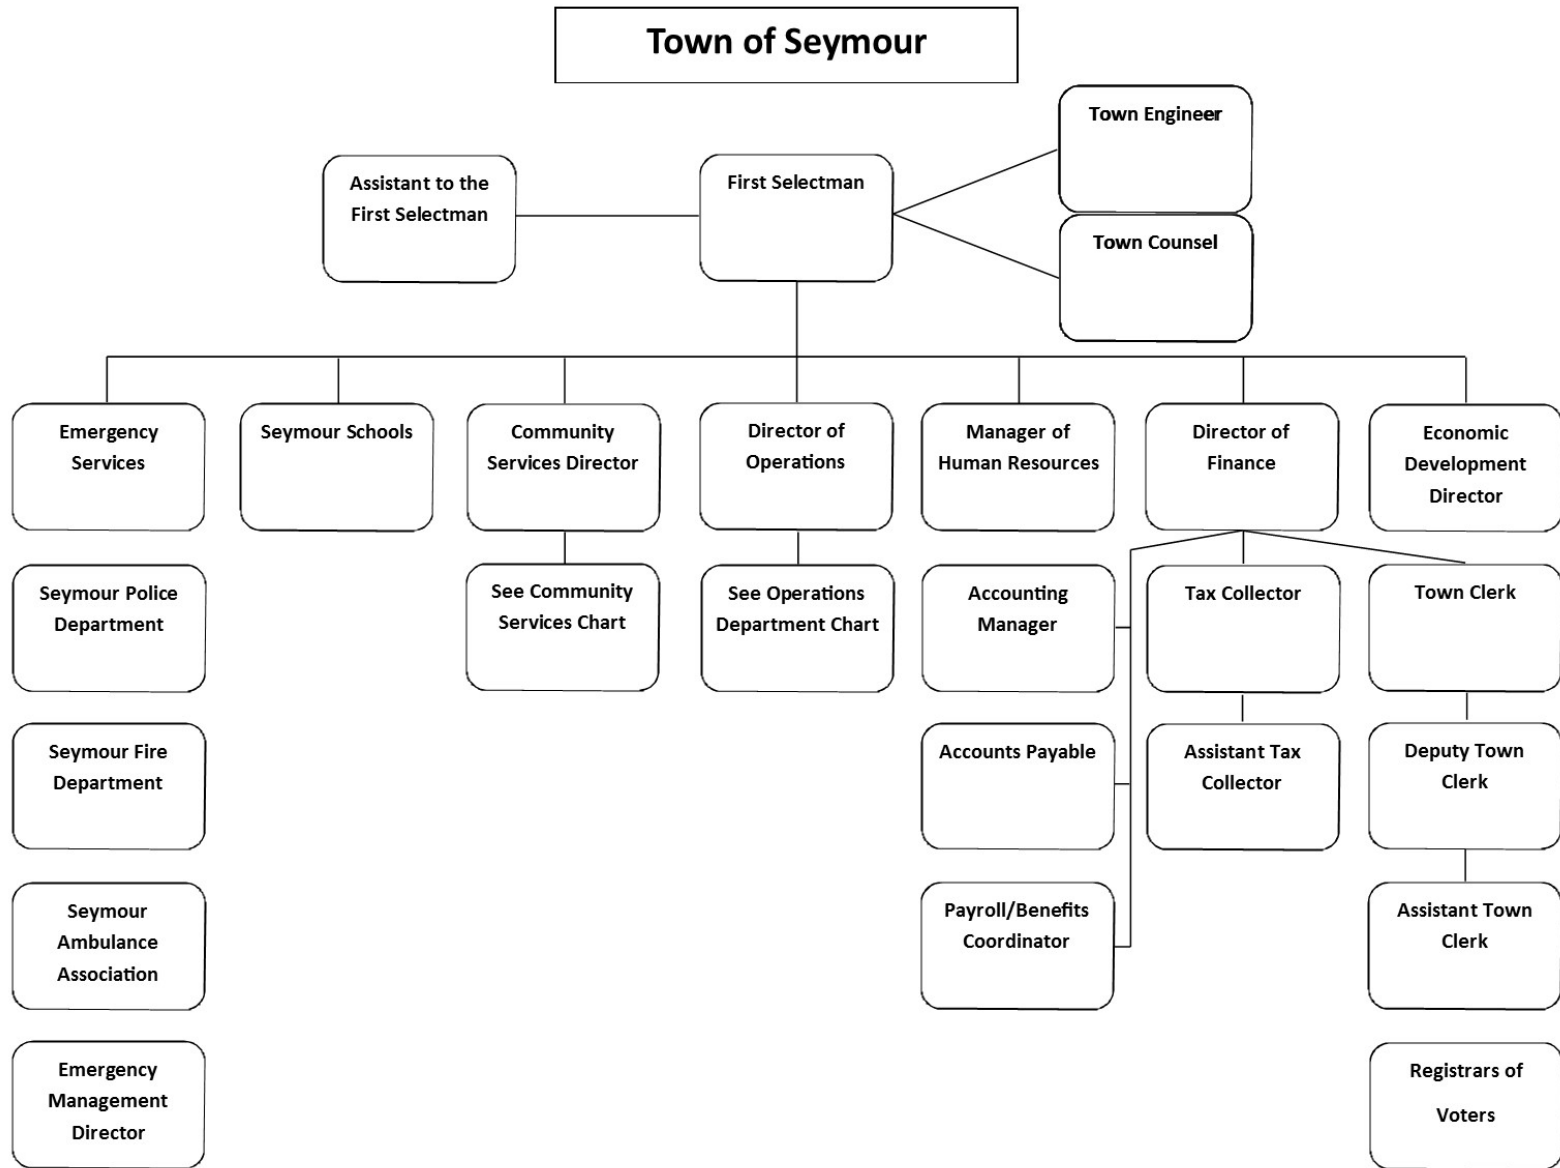 Town of Seymour
Town Engineer
Assistant to the
First Selectman
First Selectman
Town Counsel
Emergency
Services
Seymour Schools
Community
Services Director
Director of
Operations
Manager of
Human Resources
Director of
Finance
Economic
Development
Director
Seymour Police
Department
See Community
Services Chart
See Operations
Department Chart
Accounting
Manager
Tax Collector
Town Clerk
Seymour Fire
Department
Accounts Payable
Assistant Tax
Collector
Deputy Town
Clerk
Seymour
Ambulance
Association
Payroll/Benefits
Coordinator
Assistant Town
Clerk
Emergency
Management
Director
Registrars of
Voters